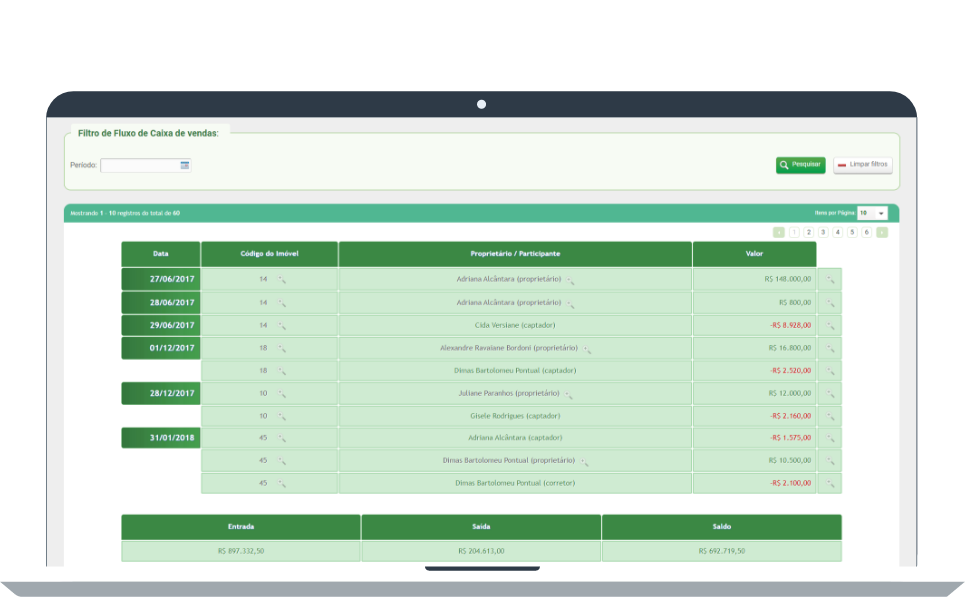 Filtro de Fluxo de Caixa de vendas:
Período:
Pesquisar
Limpar filtros
Mostrando 1 - 10 registros do total de 60
Itens por Página 10
1 2 3 4 5 6
Data Código do Imóvel Proprietário / Participante Valor
27/06/2017 14 Adriana Alcântara (proprietário) R$ 148.000,00
28/06/2017 14 Adriana Alcântara (proprietário) R$ 800,00
29/06/2017 14 Cida Versiane (captador) -R$ 8.928,00
01/12/2017 18 Alexandre Ravaiane Bordoni (proprietário) R$ 16.800,00
18 Dimas Bartolomeu Pontual (captador) -R$ 2.520,00
28/12/2017 10 Juliane Paranhos (proprietário) R$ 12.000,00
10 Gisele Rodrigues (captador) -R$ 2.160,00
31/01/2018 45 Adriana Alcântara (captador) -R$ 1.575,00
45 Dimas Bartolomeu Pontual (proprietário) R$ 10.500,00
45 Dimas Bartolomeu Pontual (corretor) -R$ 2.100,00
Entrada Saída Saldo
R$ 897.332,50 R$ 204.613,00 R$ 692.719,50